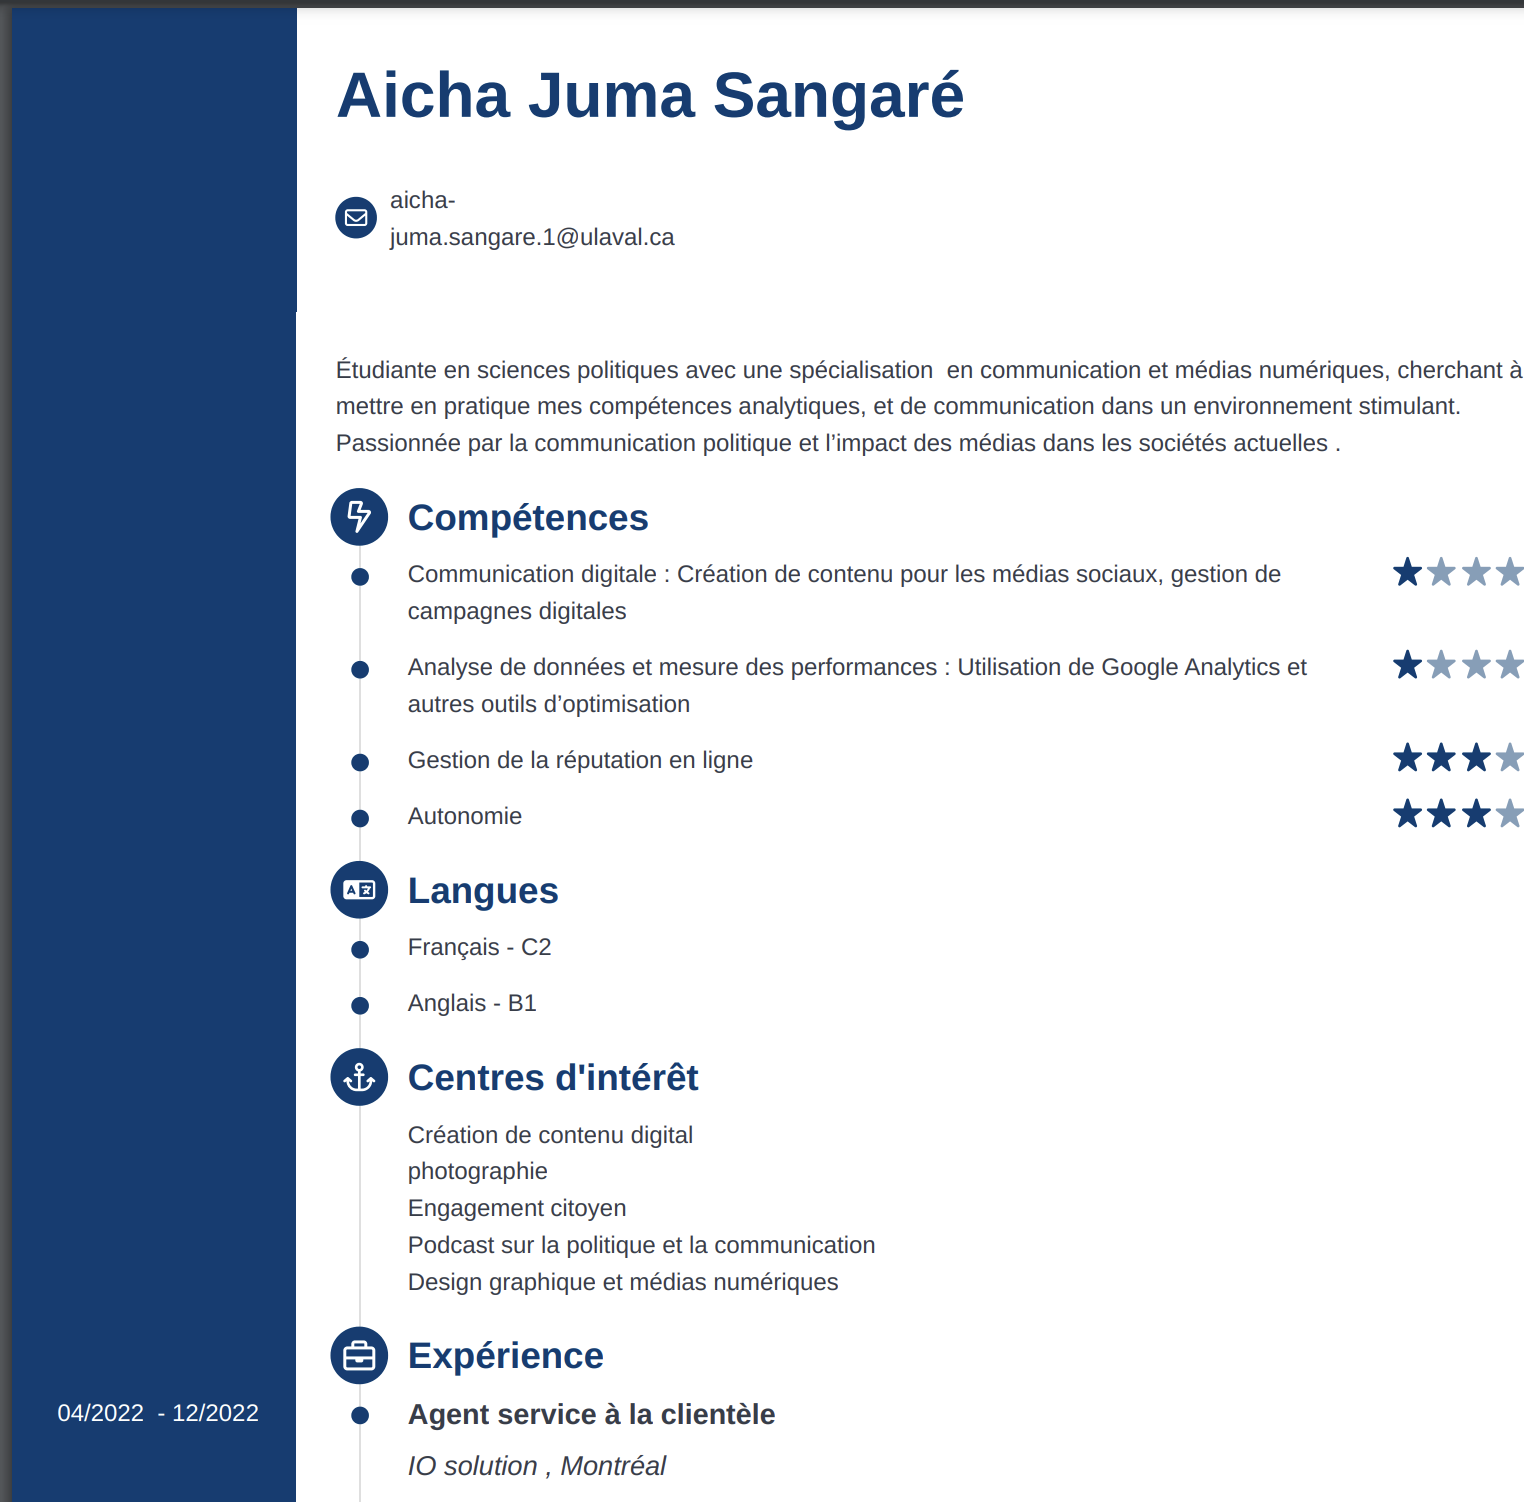 Aicha Juma Sangaré
aicha-
juma.sangare.1@ulaval.ca
Étudiante en sciences politiques avec une spécialisation  en communication et médias numériques, cherchant à
mettre en pratique mes compétences analytiques, et de communication dans un environnement stimulant.
Passionnée par la communication politique et l’impact des médias dans les sociétés actuelles .
Compétences
Communication digitale : Création de contenu pour les médias sociaux, gestion de
campagnes digitales
Analyse de données et mesure des performances : Utilisation de Google Analytics et
autres outils d’optimisation
Gestion de la réputation en ligne
Autonomie
Langues
Français - C2
Anglais - B1
Centres d'intérêt
Création de contenu digital
photographie
Engagement citoyen
Podcast sur la politique et la communication
Design graphique et médias numériques
Expérience
04/2022  - 12/2022
Agent service à la clientèle
IO solution , Montréal